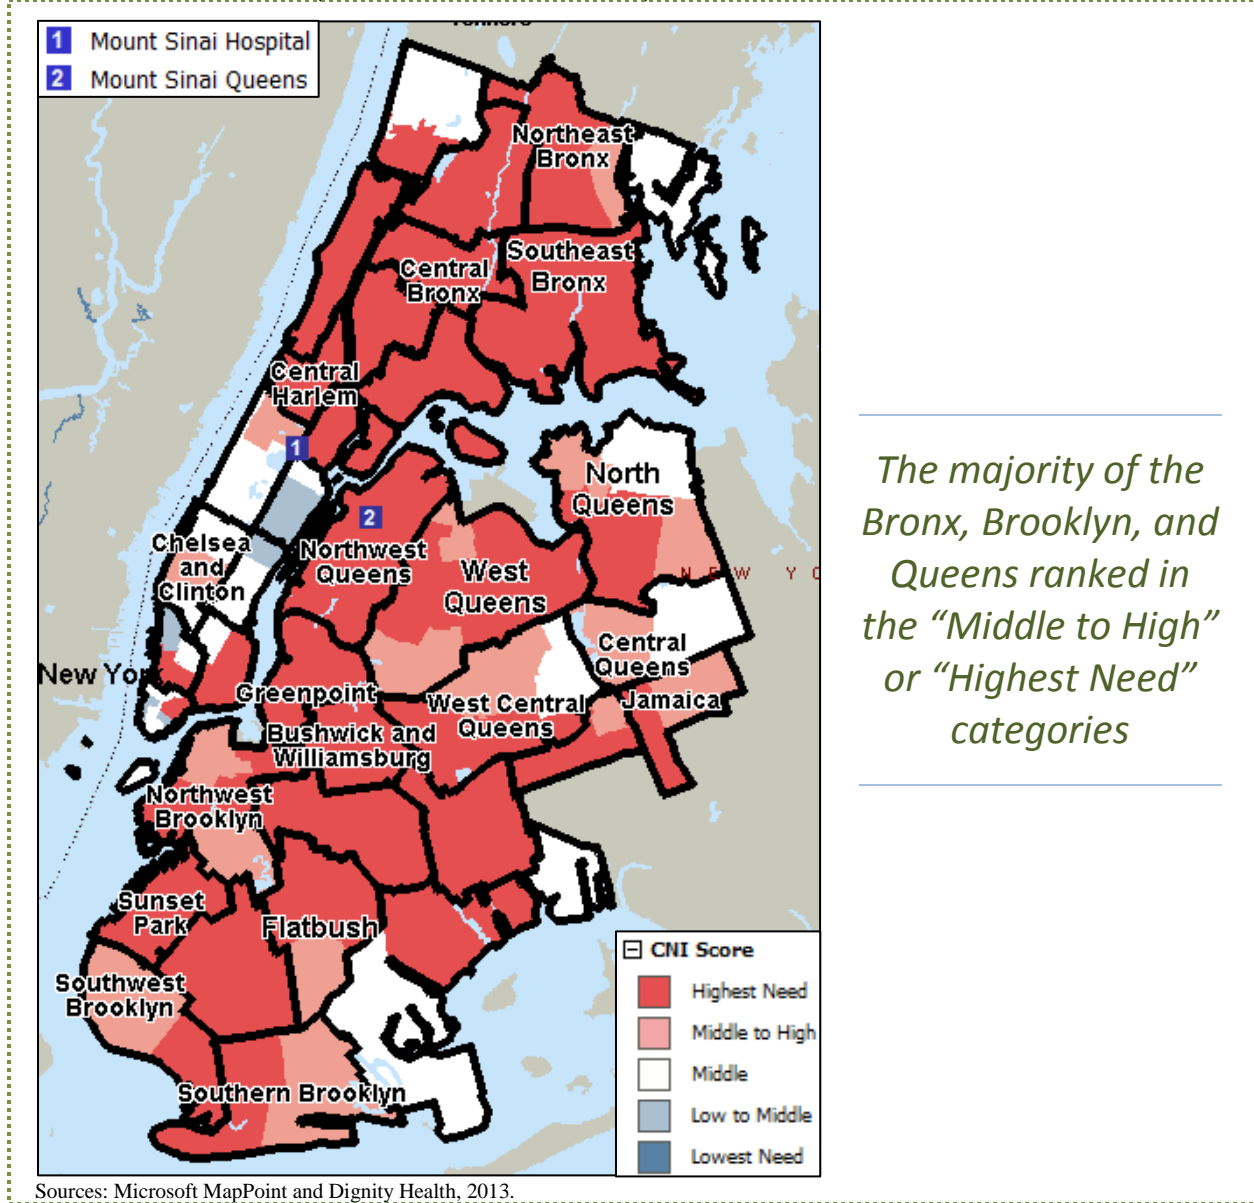 1 Mount Sinai Hospital
2 Mount Sinai Queens
Northeast
Bronx
Southeast
Bronx
Central
Bronx
Central
Harlem
1
North
Queens
2
Chelsea
and
Clinton
Northwest
Queens
West
Queens
N E W Y O
Central
Queens
New York
Greenpoint
West Central
Queens
Jamaica
Bushwick and
Williamsburg
Northwest
Brooklyn
Sunset
Park
Flatbush
Southwest
Brooklyn
Southern Brooklyn
CNI Score
Highest Need
Middle to High
Middle
Low to Middle
Lowest Need
The majority of the
Bronx, Brooklyn, and
Queens ranked in
the “Middle to High”
or “Highest Need”
categories
Sources: Microsoft MapPoint and Dignity Health, 2013.